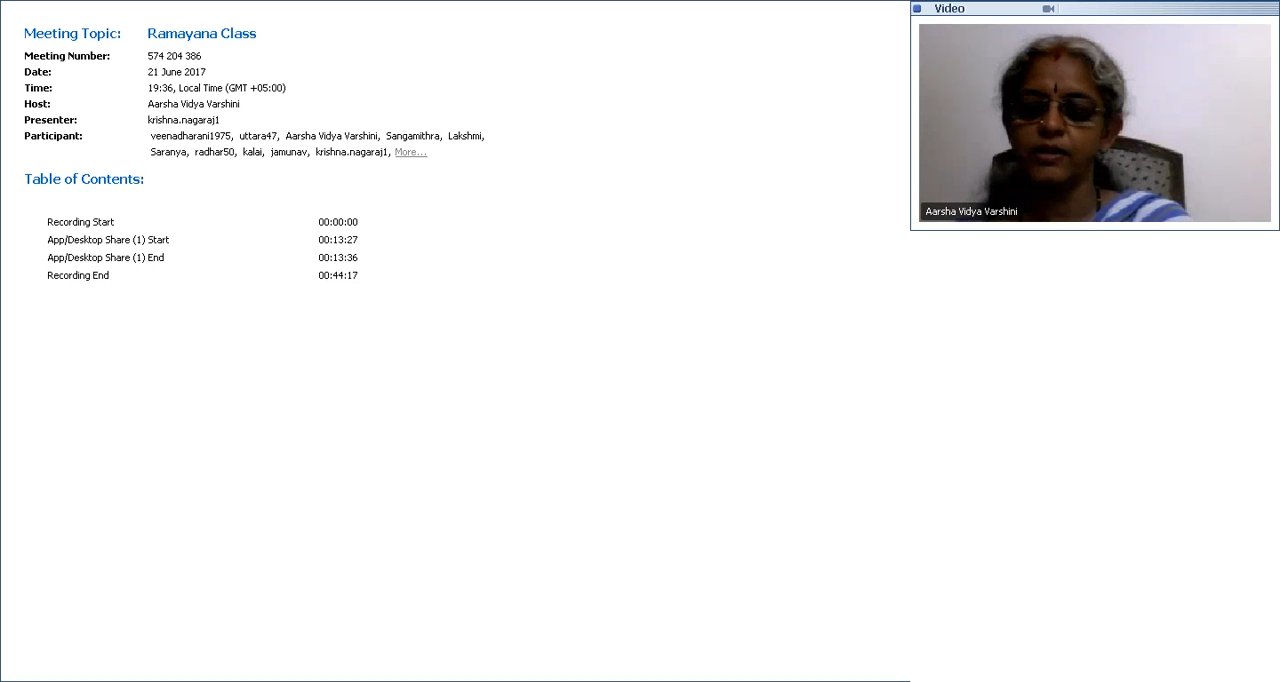 Meeting Topic: Ramayana Class
Meeting Number: 574 204 386
Date: 21 June 2017
Time: 19:36, Local Time (GMT +05:00)
Host: Aarsha Vidya Varshini
Presenter: krishna.nagaraj1
Participant: veenadharani1975, uttara47, Aarsha Vidya Varshini, Sangamithra, Lakshmi,
Saranya, radhar50, kalai, jamunav, krishna.nagaraj1, More...
Table of Contents:
Recording Start 00:00:00
App/Desktop Share (1) Start 00:13:27
App/Desktop Share (1) End 00:13:36
Recording End 00:44:17
Video
Aarsha Vidya Varshini